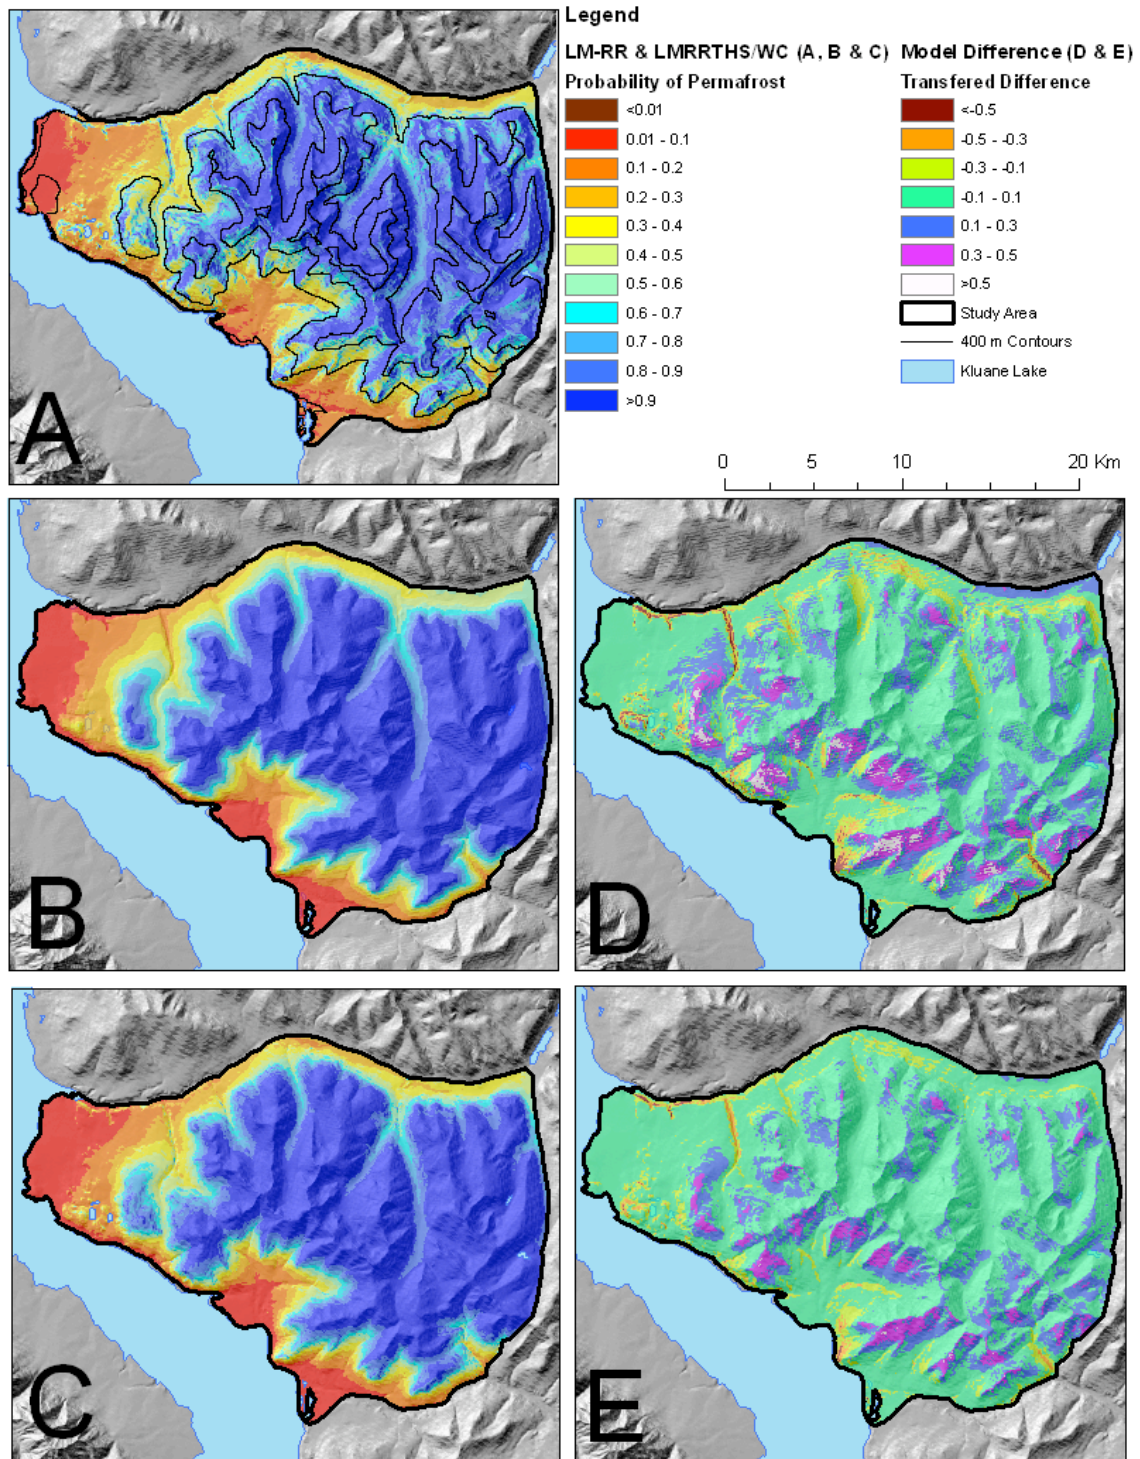 Legend
LM-RR & LMRRTHS/WC (A, B & C)
Probability of Permafrost
<0.01
0.01 - 0.1
0.1 - 0.2
0.2 - 0.3
0.3 - 0.4
0.4 - 0.5
0.5 - 0.6
0.6 - 0.7
0.7 - 0.8
0.8 - 0.9
>0.9
Model Difference (D & E)
Transfered Difference
<-0.5
-0.5 - -0.3
-0.3 - -0.1
-0.1 - 0.1
0.1 - 0.3
0.3 - 0.5
>0.5
Study Area
400 m Contours
Kluane Lake
0 5 10 20 Km
A
B
D
C
E